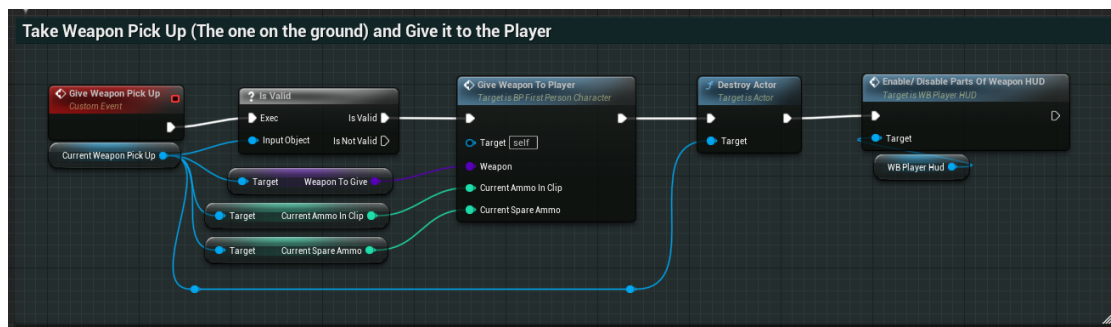 Take Weapon Pick Up (The one on the ground) and Give it to the Player
Give Weapon Pick Up
Custom Event
Current Weapon Pick Up
? Is Valid
Exec
Is Valid
Input Object
Is Not Valid
Target
Weapon To Give
Target
Current Ammo In Clip
Target
Current Spare Ammo
Give Weapon To Player
Target is BP First Person Character
Target
self
Weapon
Current Ammo In Clip
Current Spare Ammo
f Destroy Actor
Target is Actor
Target
Enable/ Disable Parts Of Weapon HUD
Target is WB Player HUD
Target
WB Player Hud